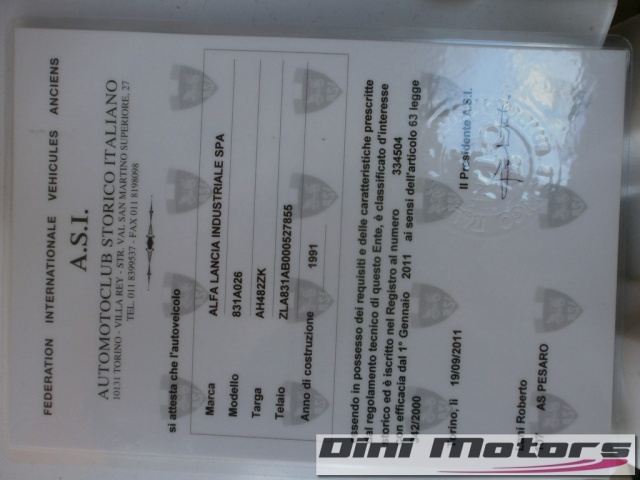 FEDERATION INTERNATIONALE VEHICULES ANCIENS
A.S.I.
AUTOMOTOCLUB STORICO ITALIANO
10131 TORINO - VILLA REY - STR. VAL SAN MARTINO SUPERIORE, 27
TEL. 011 8399537 - FAX 011 8198098
si attesta che l'autoveicolo
Marca ALFA LANCIA INDUSTRIALE SPA
Modello 831A026
Targa AH482ZK
Telaio ZLA831AB000527855
Anno di costruzione 1991
ssendo in possesso dei requisiti e delle caratteristiche prescritte
al regolamento tecnico di questo Ente, è classificato d'interesse
storico ed è iscritto nel Registro al numero 334504
con efficacia dal 1° Gennaio 2011 ai sensi dell'articolo 63 legge
342/2000
orino, lì 19/09/2011
Il Presidente A.S.I.
Roberto
AS PESARO
Dini Motors